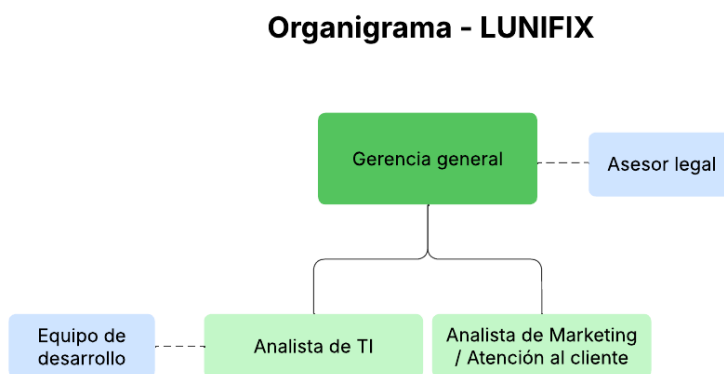 Organigrama - LUNIFIX
Gerencia general
Asesor legal
Equipo de
desarrollo
Analista de TI
Analista de Marketing
/ Atención al cliente